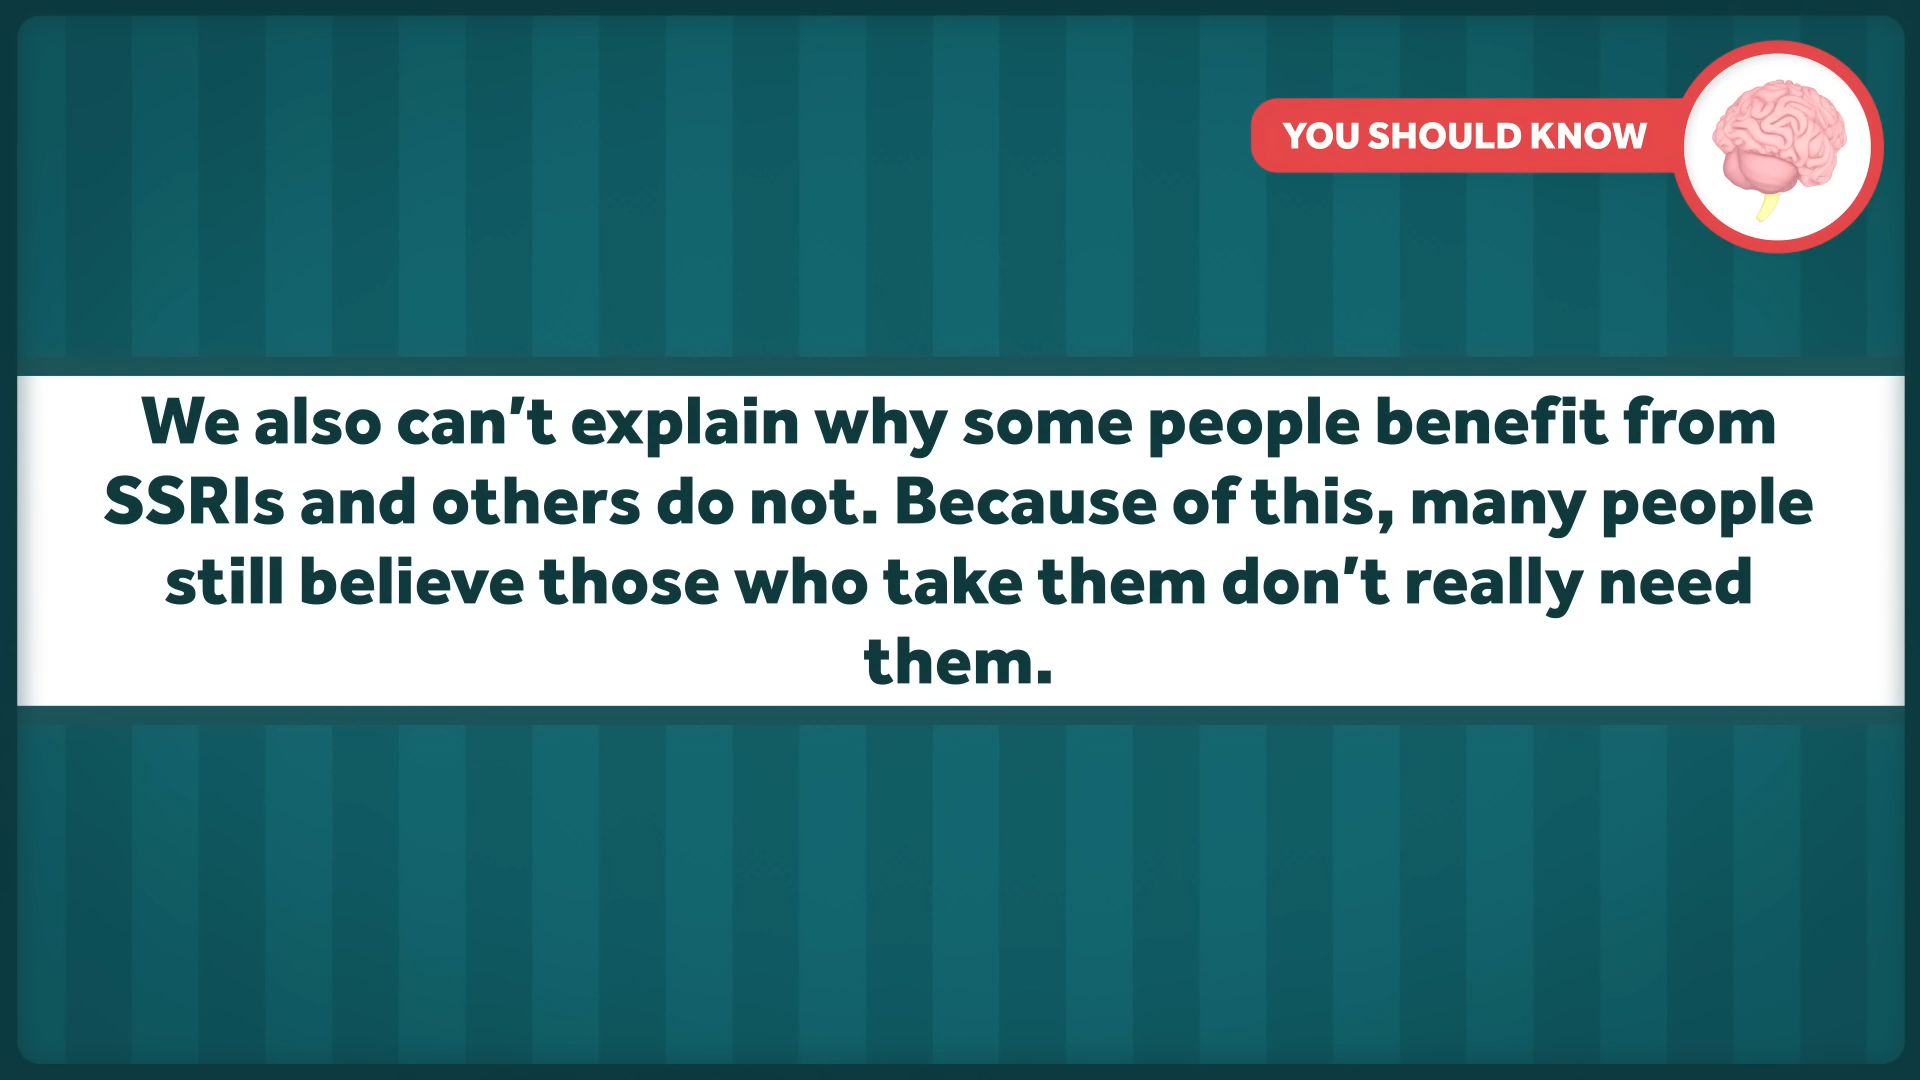 YOU SHOULD KNOW
We also can't explain why some people benefit from
SSRIs and others do not. Because of this, many people
still believe those who take them don't really need
them.